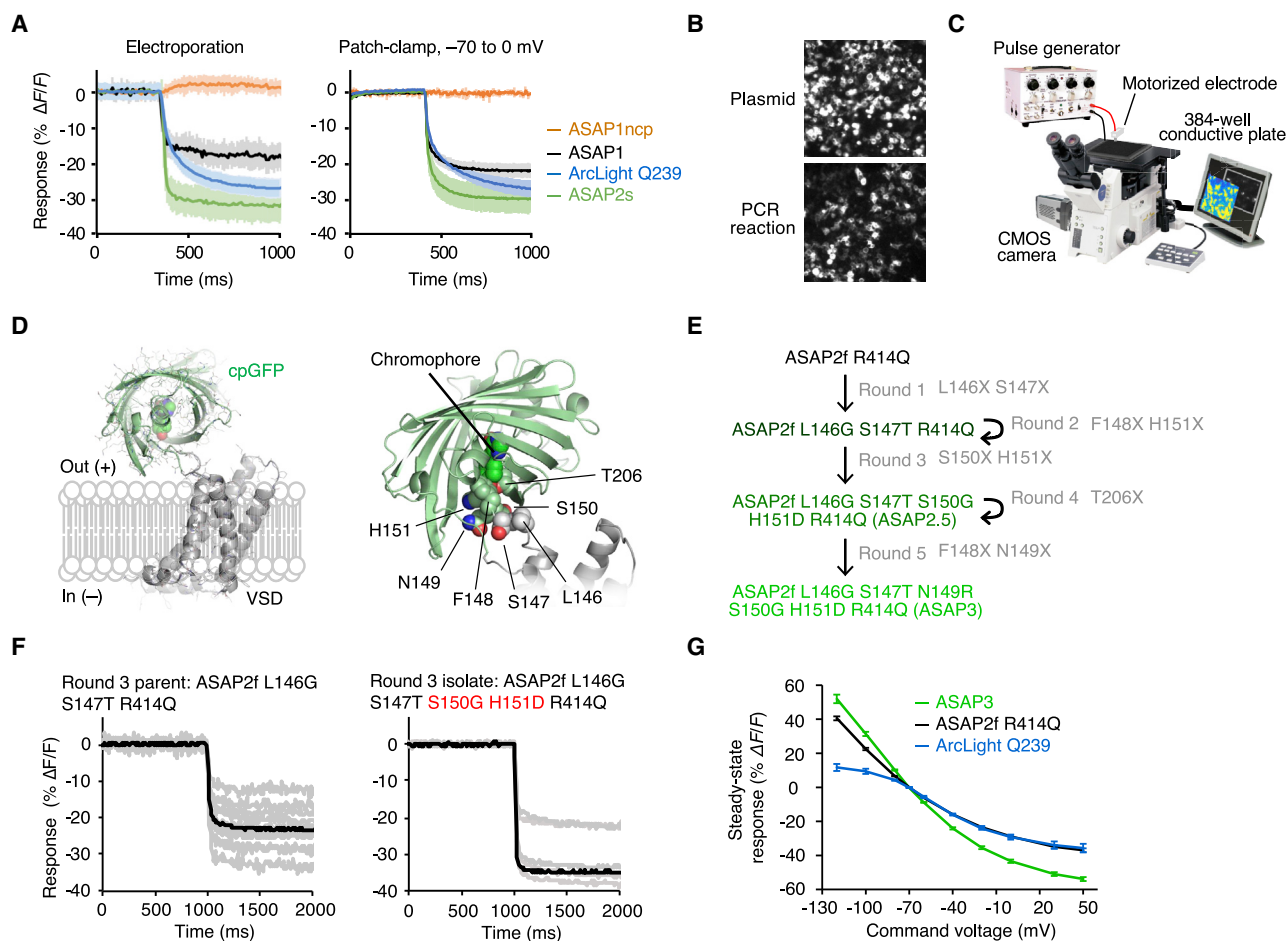 A
Electroporation
Patch-clamp, –70 to 0 mV
Response (% ΔF/F)
0
-10
-20
-30
-40
0
500
1000
Time (ms)
0
-10
-20
-30
-40
0
500
1000
Time (ms)
ASAP1ncp
ASAP1
ArcLight Q239
ASAP2s
B
Plasmid
PCR
reaction
C
Pulse generator
Motorized electrode
384-well
conductive plate
CMOS
camera
D
cpGFP
Out (+)
In (–)
VSD
Chromophore
T206
S150
H151
N149
F148
S147
L146
E
ASAP2f R414Q
Round 1 L146X S147X
ASAP2f L146G S147T R414Q
Round 2 F148X H151X
Round 3 S150X H151X
ASAP2f L146G S147T S150G
H151D R414Q (ASAP2.5)
Round 4 T206X
Round 5 F148X N149X
ASAP2f L146G S147T N149R
S150G H151D R414Q (ASAP3)
F
Round 3 parent: ASAP2f L146G
S147T R414Q
Response (% ΔF/F)
10
0
-10
-20
-30
-40
0
500
1000
1500
2000
Time (ms)
Round 3 isolate: ASAP2f L146G
S147T S150G H151D R414Q
Response (% ΔF/F)
10
0
-10
-20
-30
-40
0
500
1000
1500
2000
Time (ms)
G
Steady-state
response (% ΔF/F)
60
40
20
0
-20
-40
-60
-130
-100
-70
-40
-10
20
50
Command voltage (mV)
ASAP3
ASAP2f R414Q
ArcLight Q239